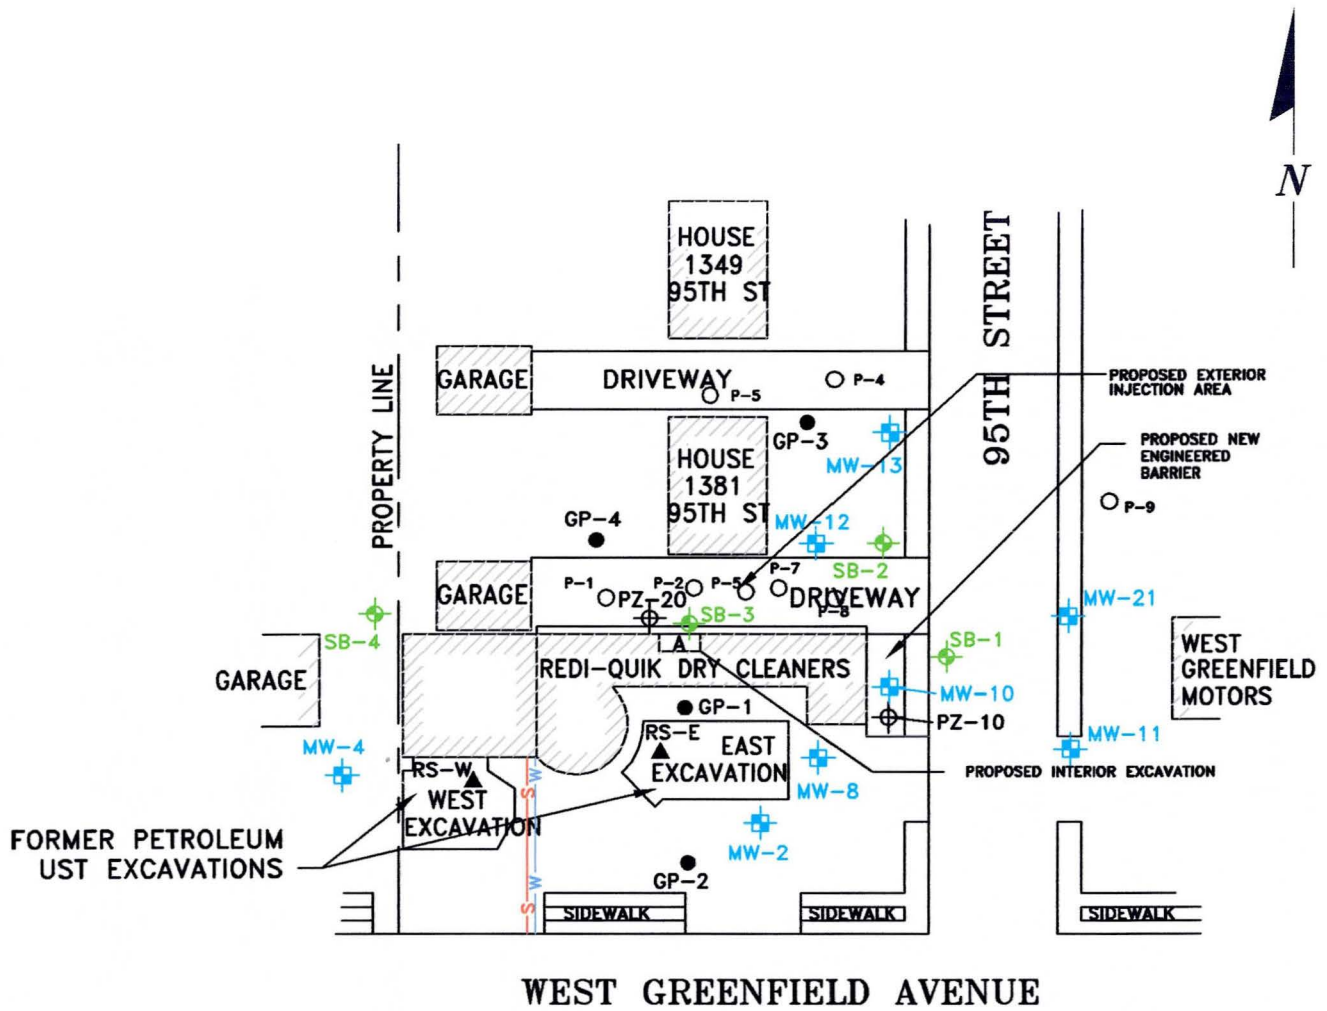 N
HOUSE
1349
95TH ST
95TH STREET
PROPERTY LINE
GARAGE
DRIVEWAY
P-4
P-5
PROPOSED EXTERIOR
INJECTION AREA
GP-3
MW-13
PROPOSED NEW
ENGINEERED
BARRIER
HOUSE
1381
95TH ST
P-9
GP-4
MW-12
SB-2
GARAGE
P-1
P-2
P-5
P-7
PZ-20
DRIVEWAY
P-8
MW-21
SB-3
SB-4
SB-1
A
REDI-QUIK DRY CLEANERS
WEST
GREENFIELD
MOTORS
GARAGE
MW-10
GP-1
PZ-10
RS-E
EAST
EXCAVATION
MW-11
MW-4
RS-W
WEST
EXCAVATION
S
W
PROPOSED INTERIOR EXCAVATION
MW-8
FORMER PETROLEUM
UST EXCAVATIONS
MW-2
GP-2
W
S
SIDEWALK
SIDEWALK
SIDEWALK
WEST GREENFIELD AVENUE